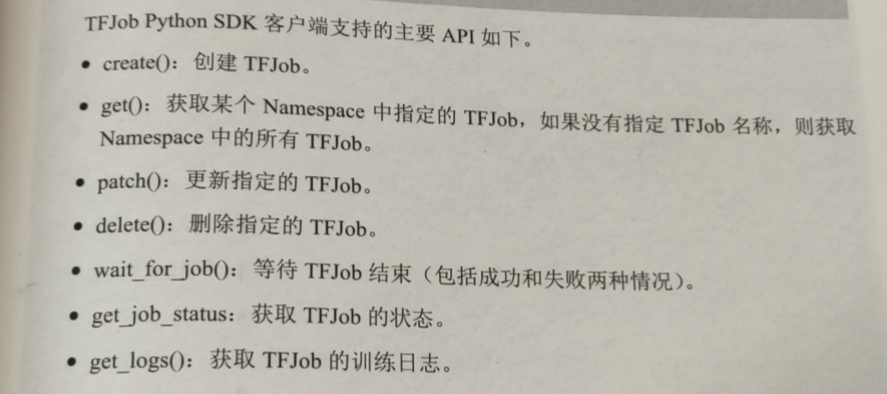 TFJob Python SDK 客户端支持的主要 API 如下。
• create()：创建 TFJob。
• get()：获取某个 Namespace 中指定的 TFJob，如果没有指定 TFJob 名称，则获取
Namespace 中的所有 TFJob。
• patch()：更新指定的 TFJob。
• delete()：删除指定的 TFJob。
• wait_for_job()：等待 TFJob 结束（包括成功和失败两种情况）。
• get_job_status：获取 TFJob 的状态。
• get_logs()：获取 TFJob 的训练日志。